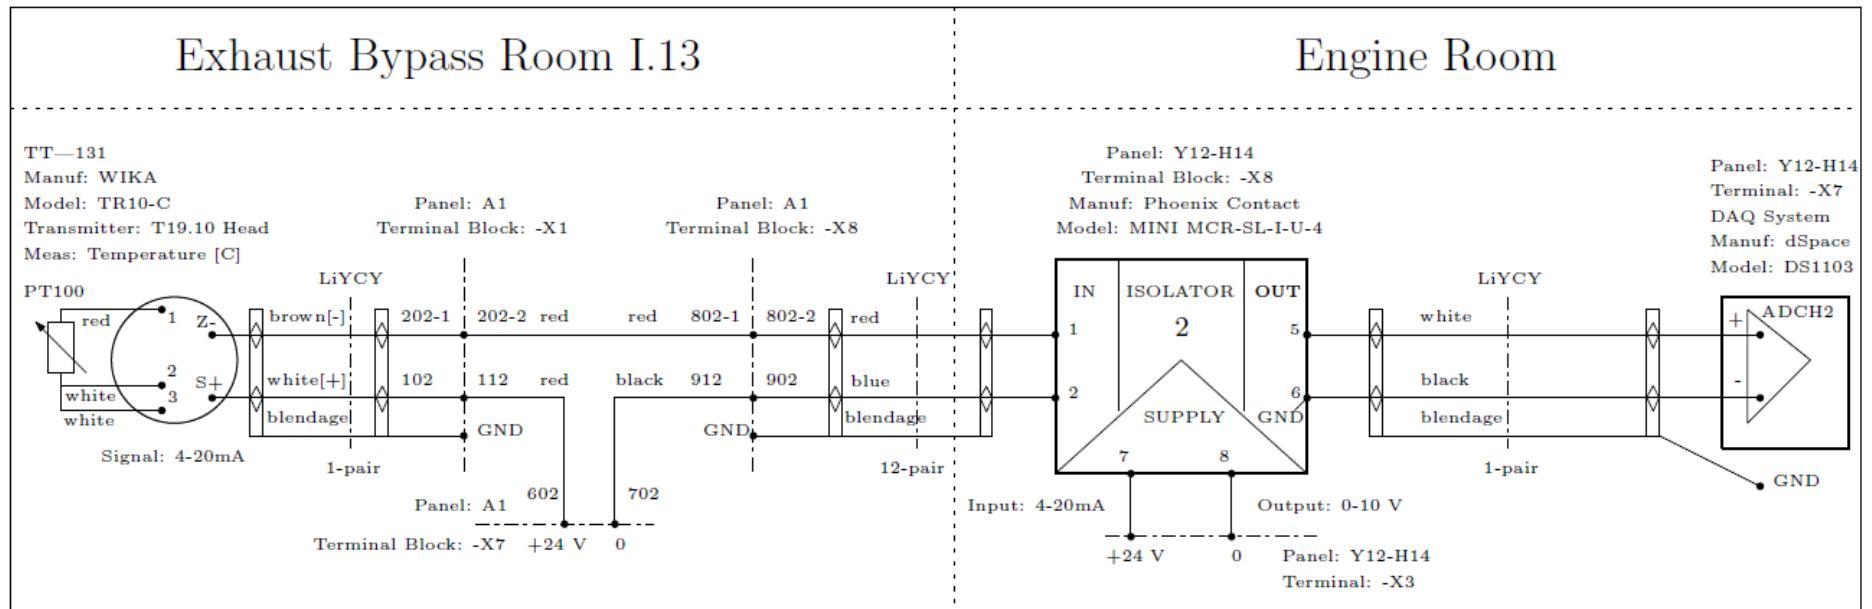 Exhaust Bypass Room I.13
Engine Room
TT—131
Manuf: WIKA
Model: TR10-C
Transmitter: T19.10 Head
Meas: Temperature [C]
PT100
red
white
white
1
2
3
Z-
S+
Signal: 4-20mA
LiYCY
brown[-]
white[+]
blendage
1-pair
Panel: A1
Terminal Block: -X1
202-1
202-2
red
102
112
red
GND
Panel: A1
Terminal Block: -X8
red
802-1
802-2
black
912
902
GND
602
702
Panel: A1
Terminal Block: -X7
+24 V
0
LiYCY
red
blue
blendage
12-pair
Panel: Y12-H14
Terminal Block: -X8
Manuf: Phoenix Contact
Model: MINI MCR-SL-I-U-4
IN
ISOLATOR
OUT
1
2
5
2
6
SUPPLY
GND
7
8
Input: 4-20mA
Output: 0-10 V
+24 V
0
Panel: Y12-H14
Terminal: -X3
LiYCY
white
black
blendage
1-pair
Panel: Y12-H14
Terminal: -X7
DAQ System
Manuf: dSpace
Model: DS1103
ADCH2
+
-
GND